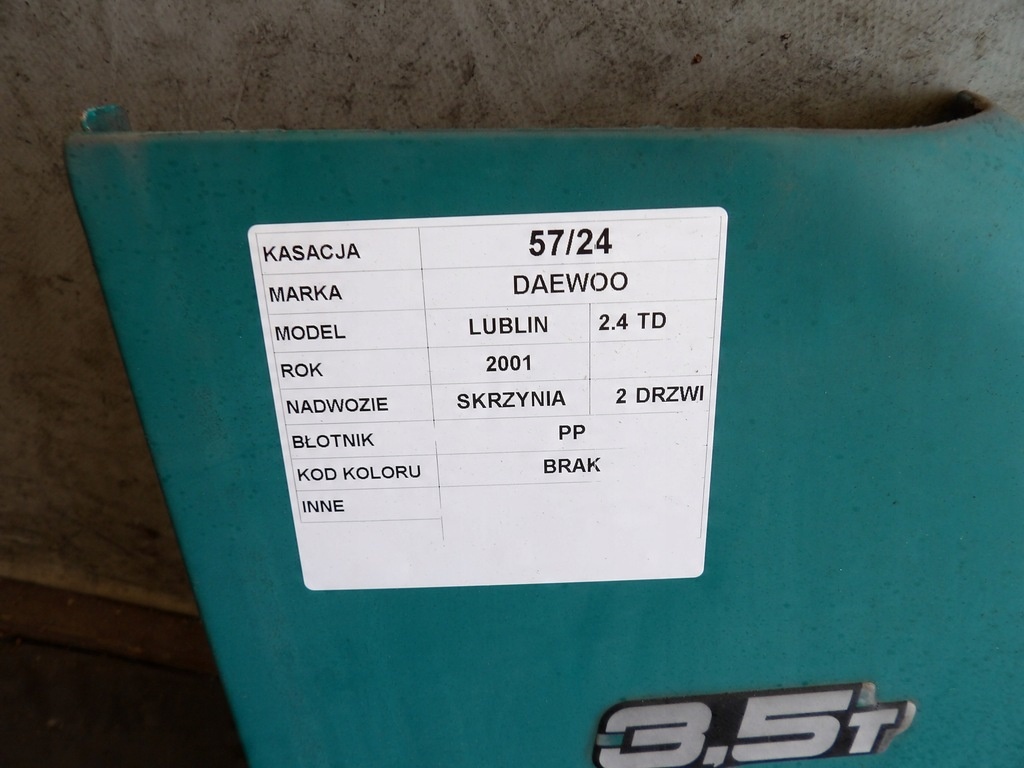 KASACJA 57/24
MARKA DAEWOO
MODEL LUBLIN 2.4 TD
ROK 2001
NADWOZIE SKRZYNIA 2 DRZWI
BŁOTNIK PP
KOD KOLORU BRAK
INNE
3,5T